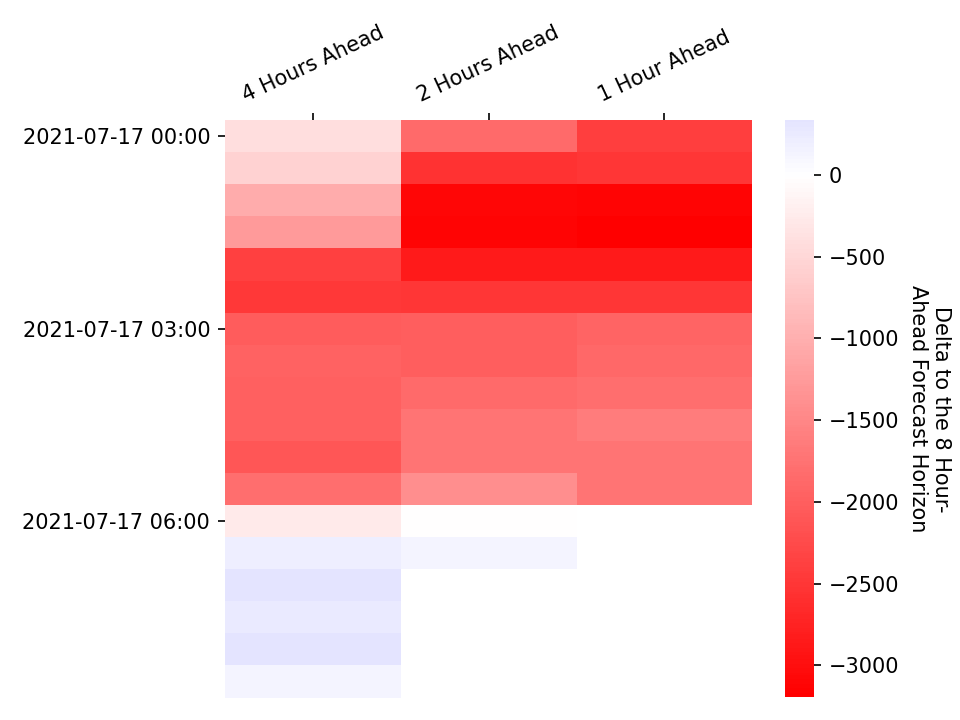 4 Hours Ahead
2 Hours Ahead
1 Hour Ahead
2021-07-17 00:00
2021-07-17 03:00
2021-07-17 06:00
0
−500
−1000
−1500
−2000
−2500
−3000
Delta to the 8 Hour-
Ahead Forecast Horizon